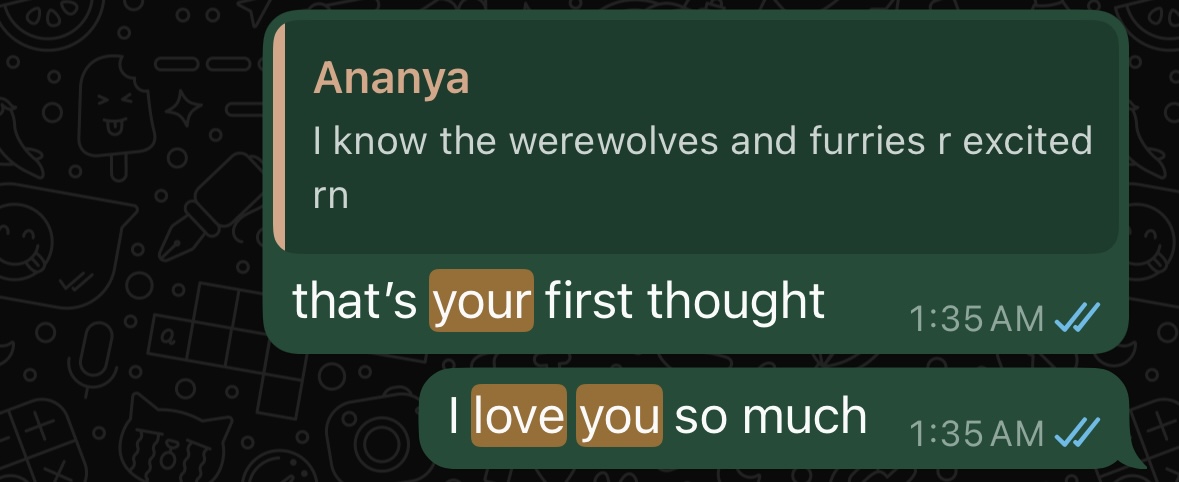 Ananya
I know the werewolves and furries r excited
rn
that’s your first thought
1:35 AM
I love you so much
1:35 AM